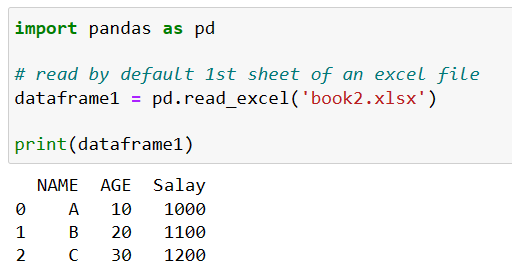 import pandas as pd
# read by default 1st sheet of an excel file
dataframe1 = pd.read_excel('book2.xlsx')
print(dataframe1)
NAME AGE Salay
0 A 10 1000
1 B 20 1100
2 C 30 1200